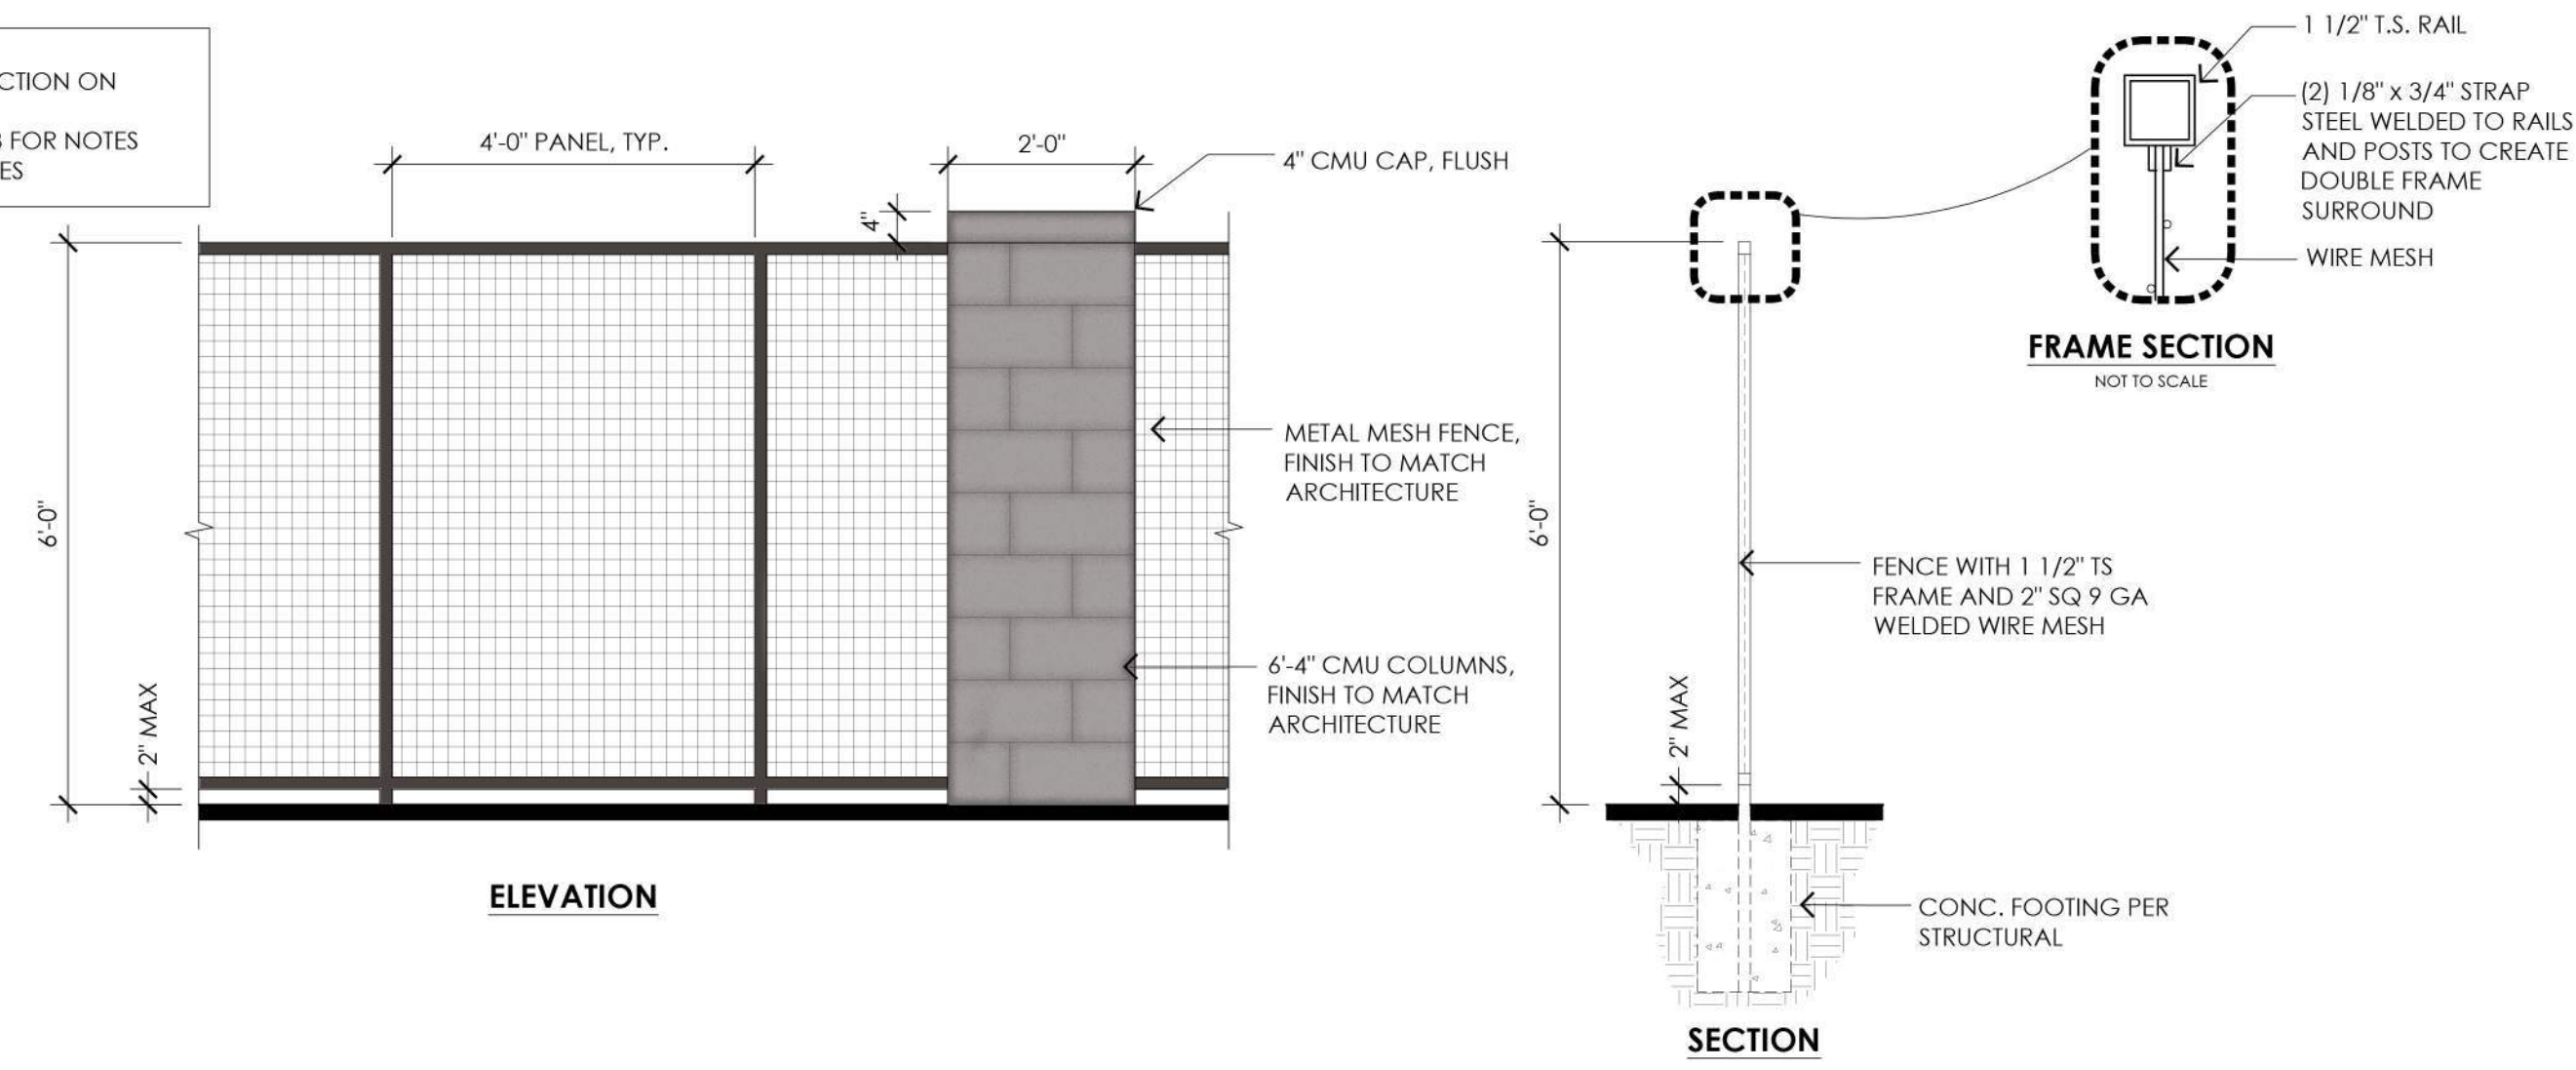 CTION ON
FOR NOTES
ES
4'-0" PANEL, TYP.
2'-0"
4" CMU CAP, FLUSH
4"
6'-0"
2" MAX
METAL MESH FENCE,
FINISH TO MATCH
ARCHITECTURE
6'-4" CMU COLUMNS,
FINISH TO MATCH
ARCHITECTURE
ELEVATION
6'-0"
2" MAX
FENCE WITH 1 1/2" TS
FRAME AND 2" SQ 9 GA
WELDED WIRE MESH
CONC. FOOTING PER
STRUCTURAL
SECTION
1 1/2" T.S. RAIL
(2) 1/8" x 3/4" STRAP
STEEL WELDED TO RAILS
AND POSTS TO CREATE
DOUBLE FRAME
SURROUND
WIRE MESH
FRAME SECTION
NOT TO SCALE